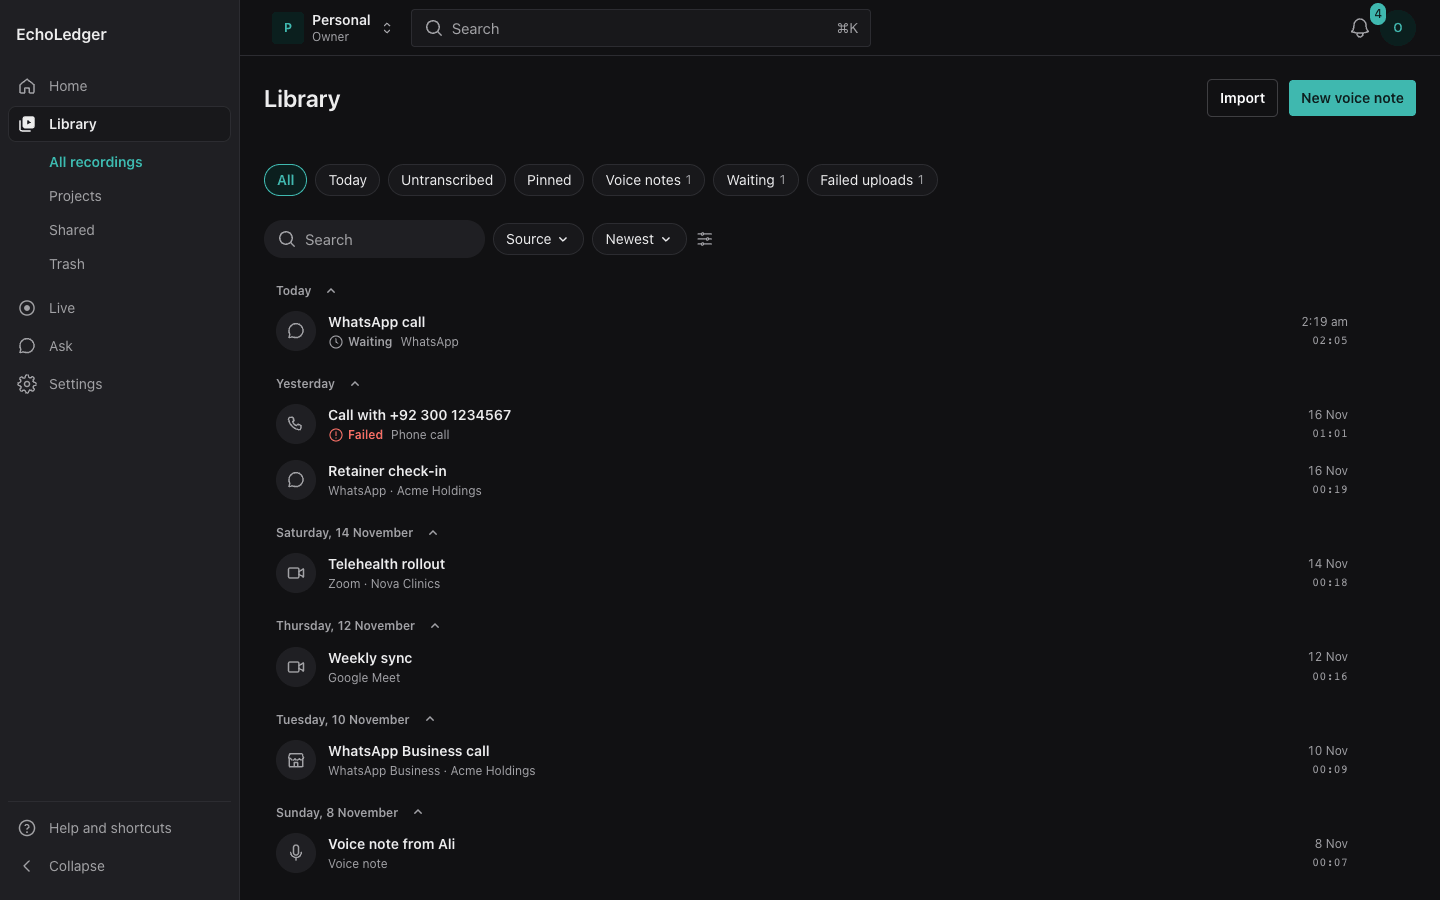 EchoLedger
Home
Library
All recordings
Projects
Shared
Trash
Live
Ask
Settings
Help and shortcuts
Collapse
P
Personal
Owner
Search
⌘K
4
O
Library
Import
New voice note
All
Today
Untranscribed
Pinned
Voice notes 1
Waiting 1
Failed uploads 1
Search
Source
Newest
Today
WhatsApp call
2:19 am
Waiting WhatsApp
02:05
Yesterday
Call with +92 300 1234567
16 Nov
Failed Phone call
01:01
Retainer check-in
16 Nov
WhatsApp · Acme Holdings
00:19
Saturday, 14 November
Telehealth rollout
14 Nov
Zoom · Nova Clinics
00:18
Thursday, 12 November
Weekly sync
12 Nov
Google Meet
00:16
Tuesday, 10 November
WhatsApp Business call
10 Nov
WhatsApp Business · Acme Holdings
00:09
Sunday, 8 November
Voice note from Ali
8 Nov
Voice note
00:07